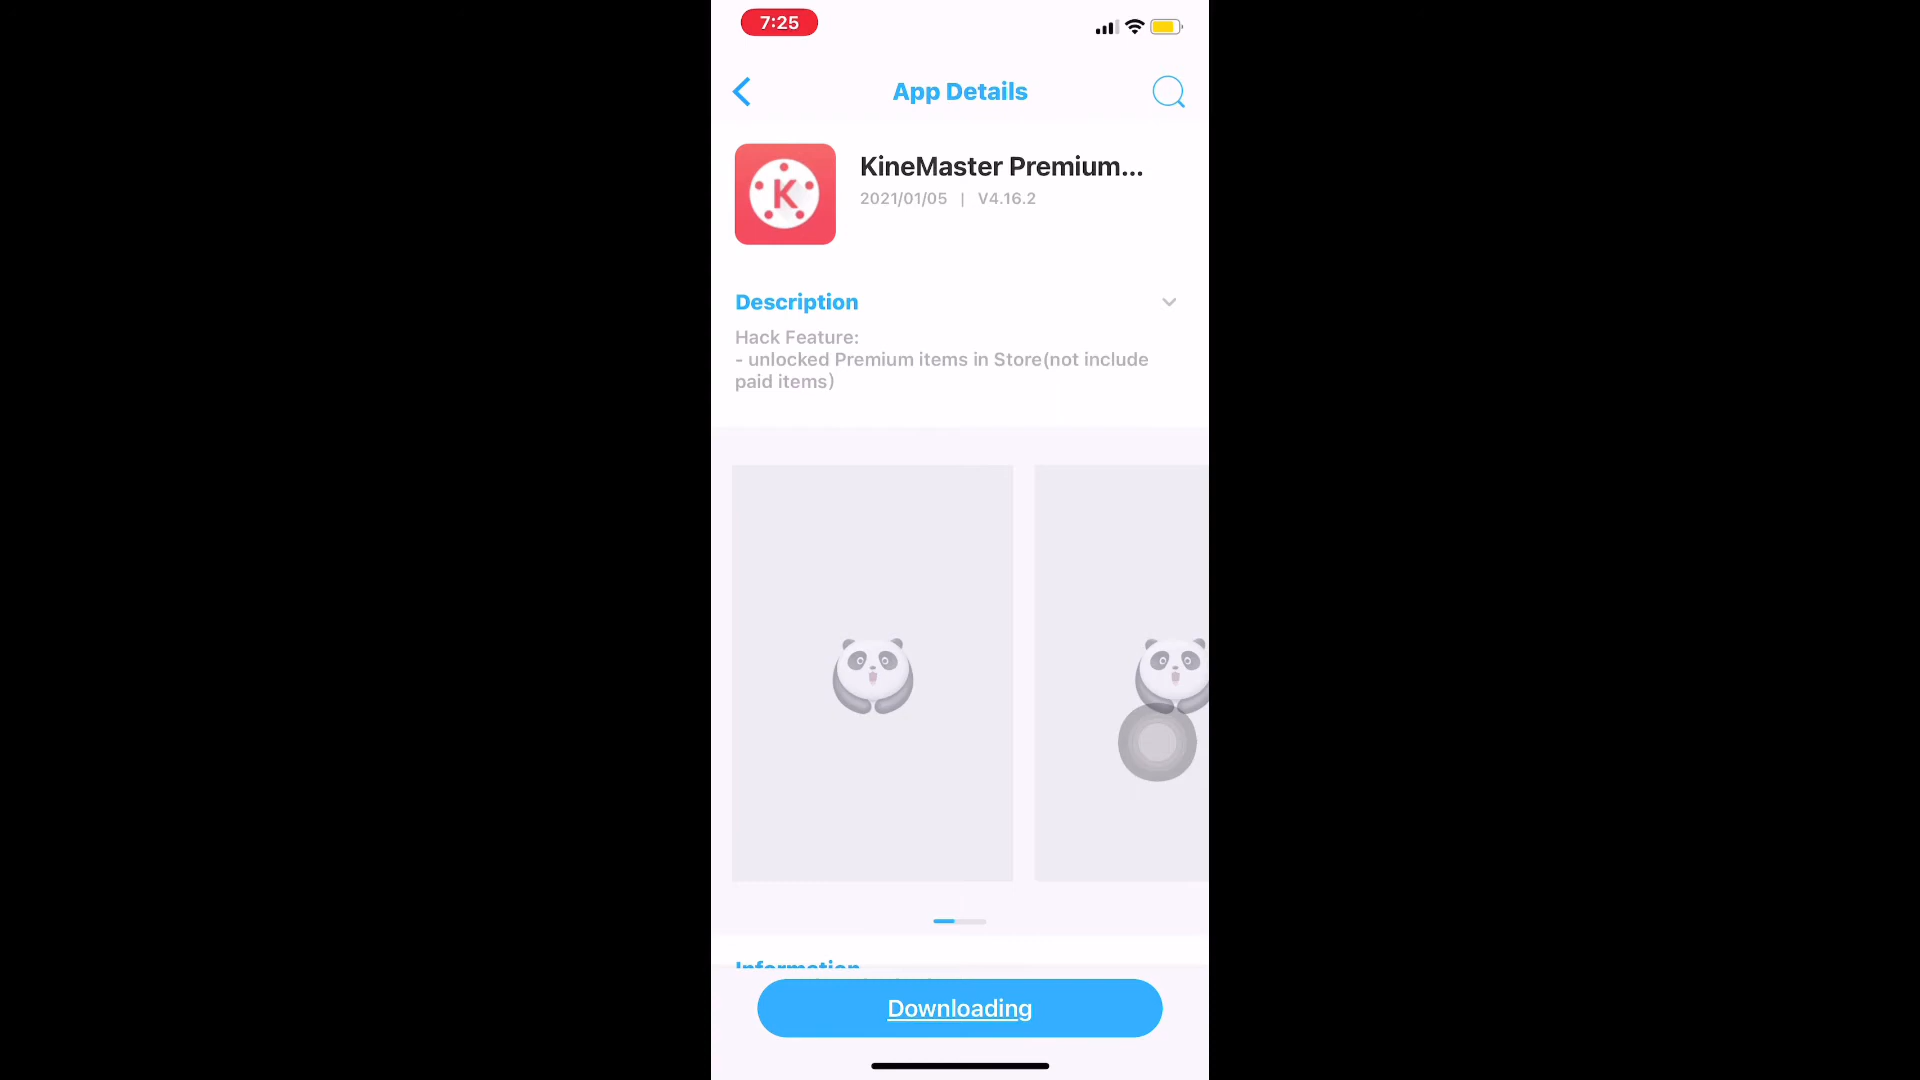 7:25
App Details
K
KineMaster Premium...
2021/01/05 | V4.16.2
Description
Hack Feature:
- unlocked Premium items in Store(not include
paid items)
Information
Downloading